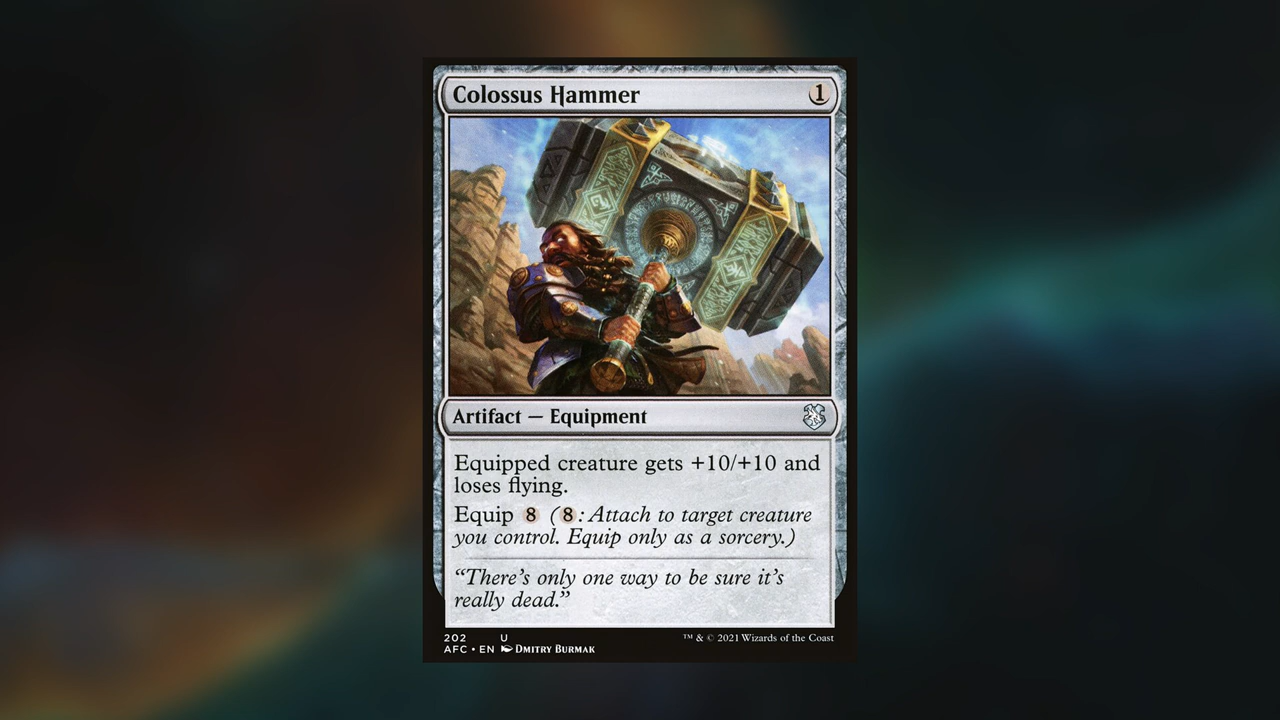 Colossus Hammer 1
Artifact — Equipment
Equipped creature gets +10/+10 and
loses flying.
Equip 8 (8: Attach to target creature
you control. Equip only as a sorcery.)
“There’s only one way to be sure it’s
really dead.”
202 U ™ & © 2021 Wizards of the Coast
AFC • EN Dmitry Burmak